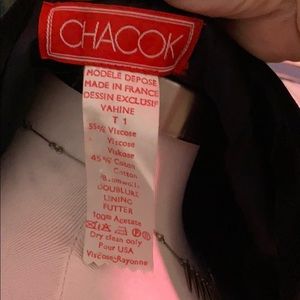 CHACOK
MODELE DEPOSE
MADE IN FRANCE
DESSIN EXCLUSIF
VAHINE
T 1
55% Viscose
Viscose
Viskose
45% Coton
Cotton
Baumwolle
DOUBLURE
LINING
FUTTER
100% Acetate
Dry clean only
Pour USA
Viscose=Rayonne